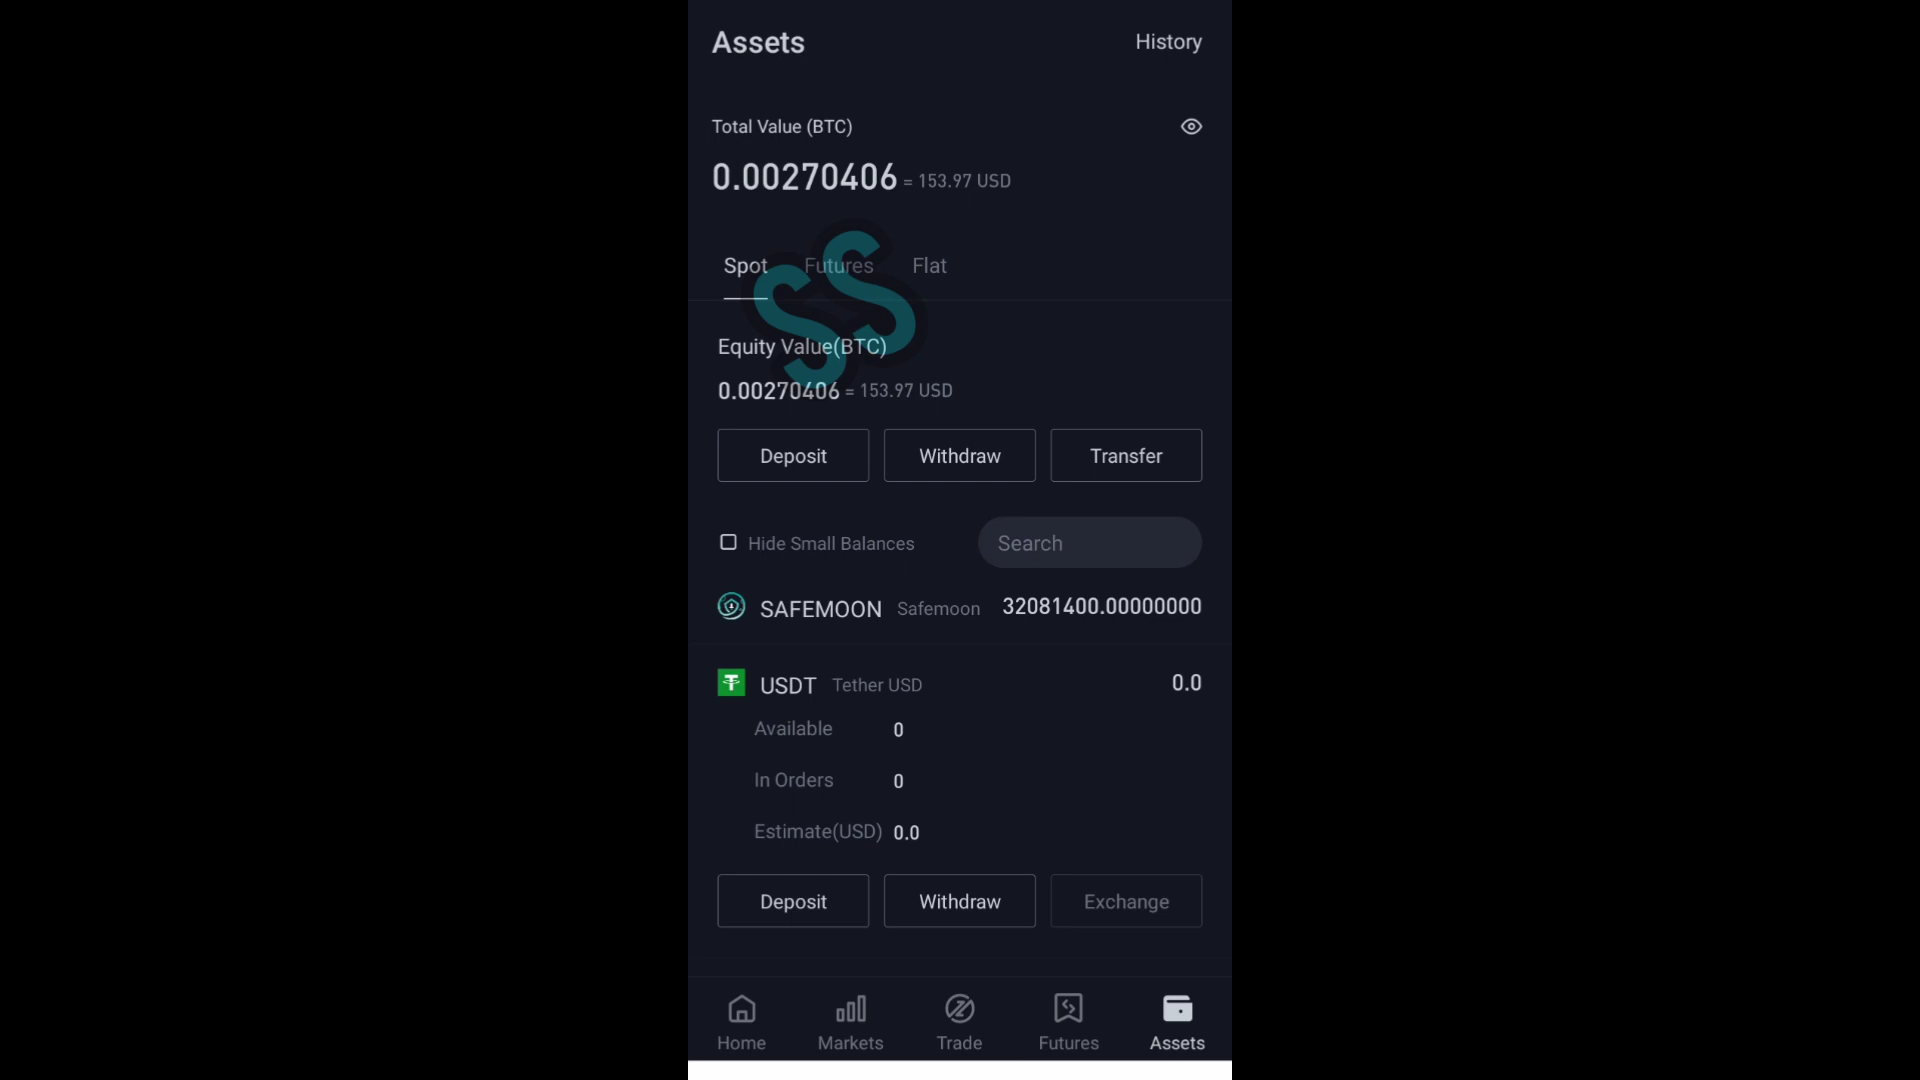 Assets History
Total Value (BTC)
0.00270406 = 153.97 USD
Spot Futures Flat
SS
Equity Value(BTC)
0.00270406 = 153.97 USD
Deposit Withdraw Transfer
Hide Small Balances Search
SAFEMOON Safemoon 32081400.00000000
USDT Tether USD 0.0
Available 0
In Orders 0
Estimate(USD) 0.0
Deposit Withdraw Exchange
Home Markets Trade Futures Assets